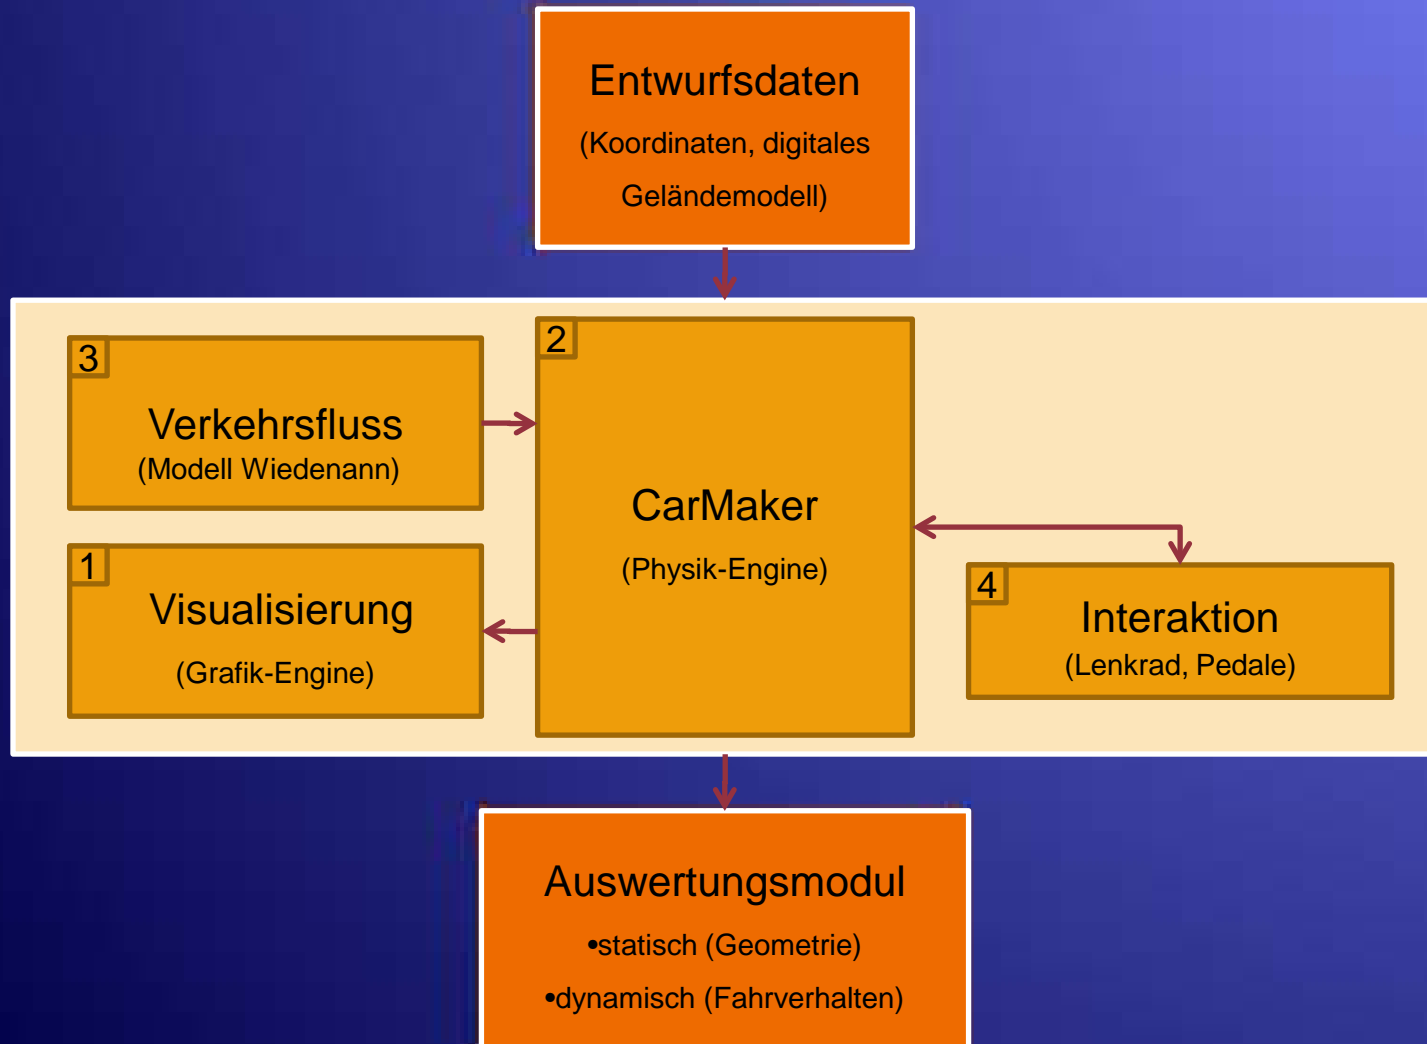 Entwurfsdaten
(Koordinaten, digitales
Geländemodell)
3
Verkehrsfluss
(Modell Wiedenann)
2
CarMaker
(Physik-Engine)
1
Visualisierung
(Grafik-Engine)
4
Interaktion
(Lenkrad, Pedale)
Auswertungsmodul
•statisch (Geometrie)
•dynamisch (Fahrverhalten)